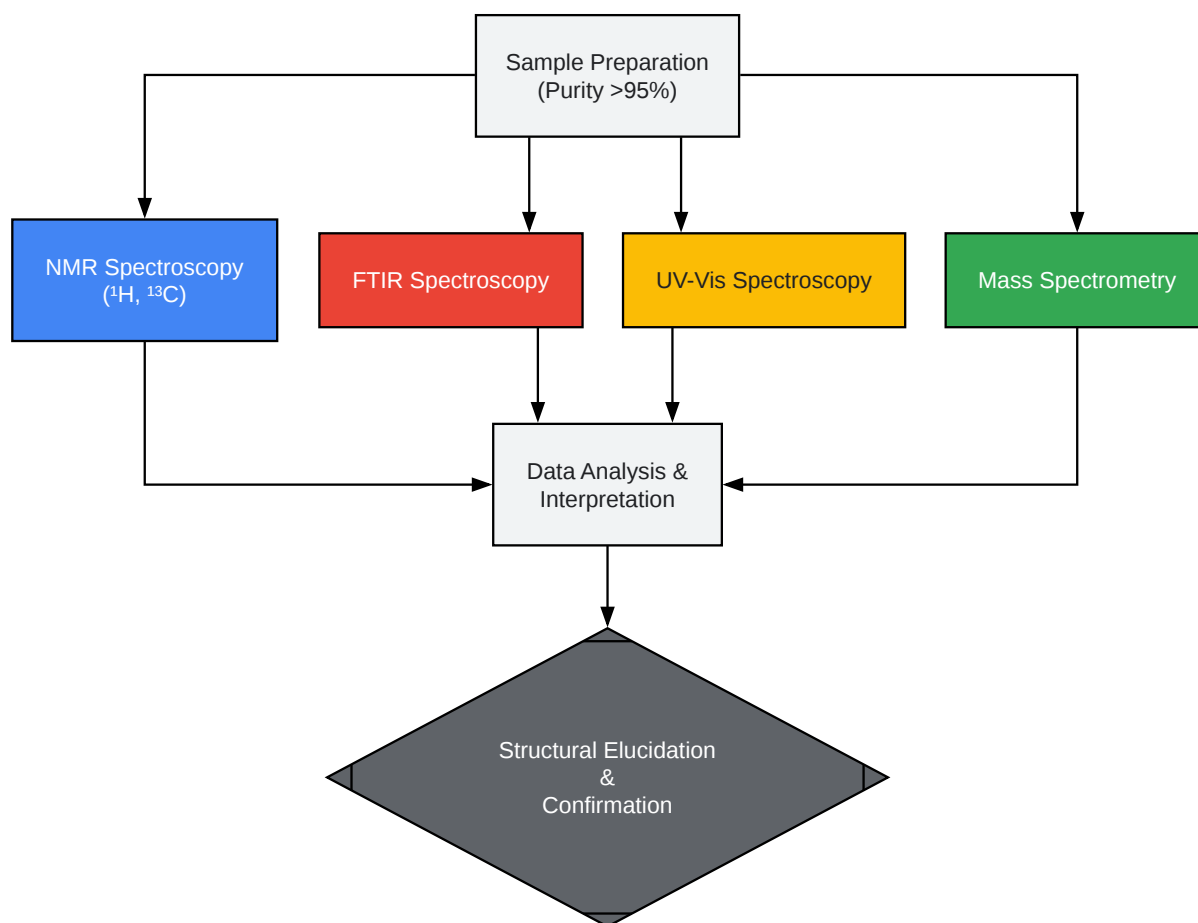 Sample Preparation
(Purity >95%)
NMR Spectroscopy
(¹H, ¹³C)
FTIR Spectroscopy
UV-Vis Spectroscopy
Mass Spectrometry
Data Analysis &
Interpretation
Structural Elucidation
&
Confirmation